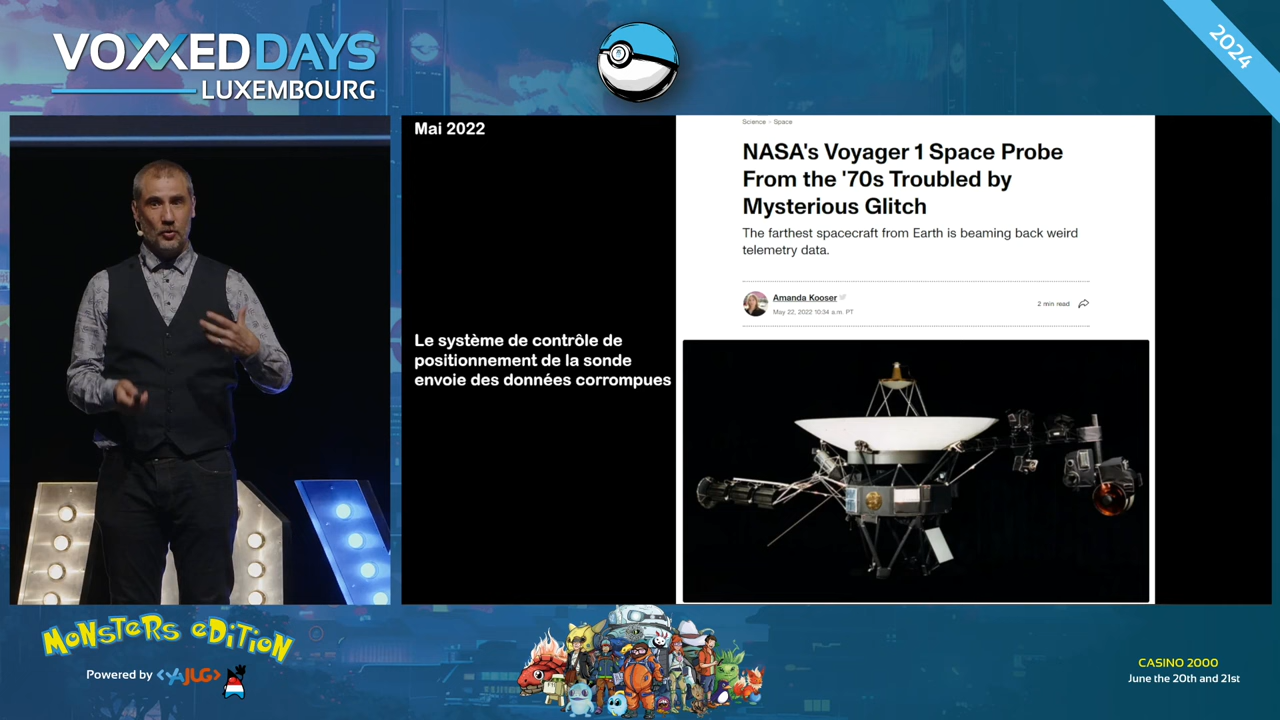 VOXXED DAYS
LUXEMBOURG
2024
Mai 2022
Le système de contrôle de
positionnement de la sonde
envoie des données corrompues
Science
Space
NASA's Voyager 1 Space Probe
From the '70s Troubled by
Mysterious Glitch
The farthest spacecraft from Earth is beaming back weird
telemetry data.
Amanda Kooser
May 22, 2022 10:34 a.m. PT
2 min read
MONSTERS EDITION
Powered by <YAJUG>
CASINO 2000
June the 20th and 21st